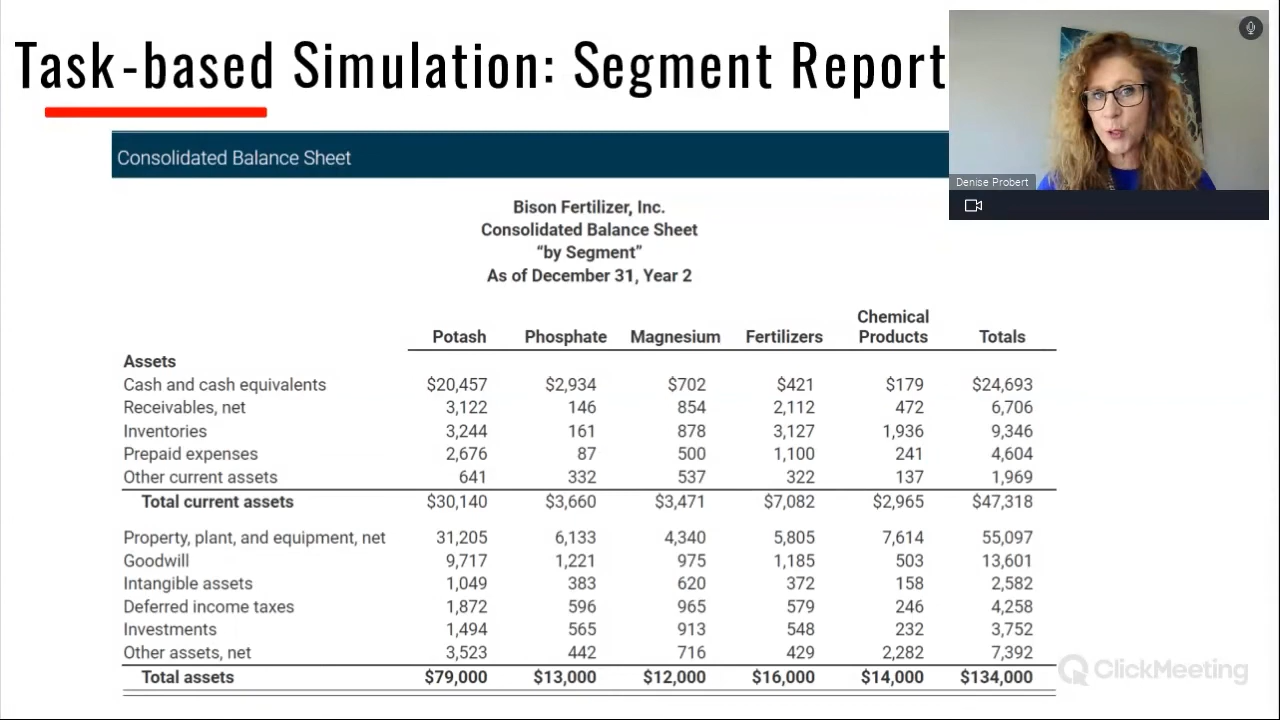 Task-based Simulation: Segment Report
Denise Probert
Consolidated Balance Sheet
Bison Fertilizer, Inc.
Consolidated Balance Sheet
“by Segment”
As of December 31, Year 2
Potash Phosphate Magnesium Fertilizers Chemical Products Totals
Assets
Cash and cash equivalents $20,457 $2,934 $702 $421 $179 $24,693
Receivables, net 3,122 146 854 2,112 472 6,706
Inventories 3,244 161 878 3,127 1,936 9,346
Prepaid expenses 2,676 87 500 1,100 241 4,604
Other current assets 641 332 537 322 137 1,969
Total current assets $30,140 $3,660 $3,471 $7,082 $2,965 $47,318
Property, plant, and equipment, net 31,205 6,133 4,340 5,805 7,614 55,097
Goodwill 9,717 1,221 975 1,185 503 13,601
Intangible assets 1,049 383 620 372 158 2,582
Deferred income taxes 1,872 596 965 579 246 4,258
Investments 1,494 565 913 548 232 3,752
Other assets, net 3,523 442 716 429 2,282 7,392
Total assets $79,000 $13,000 $12,000 $16,000 $14,000 $134,000
ClickMeeting